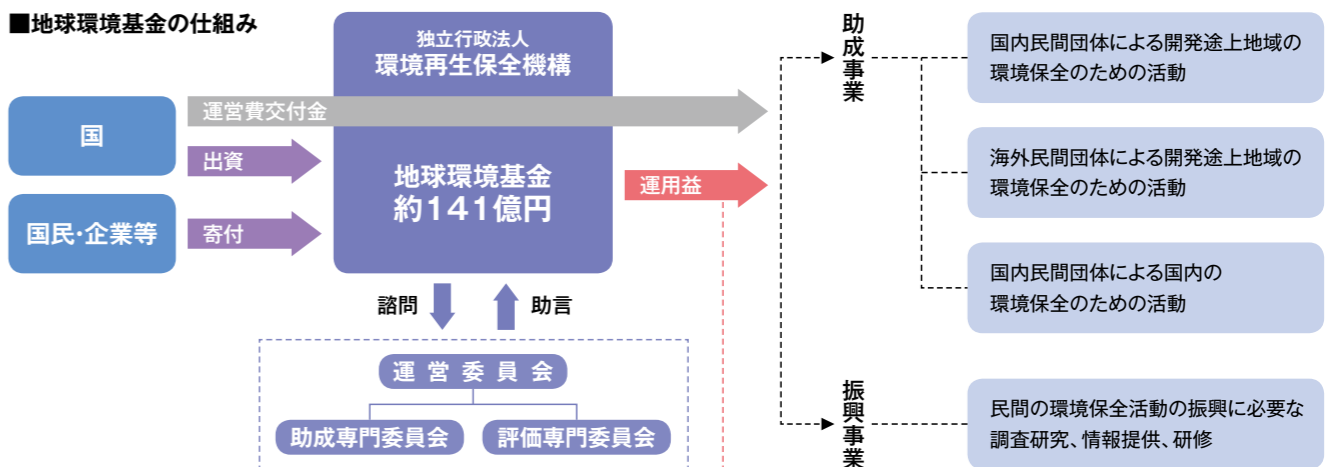 ■地球環境基金の仕組み
独立行政法人
環境再生保全機構
国
運営費交付金
出資
国民・企業等
寄付
地球環境基金
約141億円
運用益
諮問
助言
運営委員会
助成専門委員会
評価専門委員会
助成事業
国内民間団体による開発途上地域の
環境保全のための活動
海外民間団体による開発途上地域の
環境保全のための活動
国内民間団体による国内の
環境保全のための活動
振興事業
民間の環境保全活動の振興に必要な
調査研究、情報提供、研修